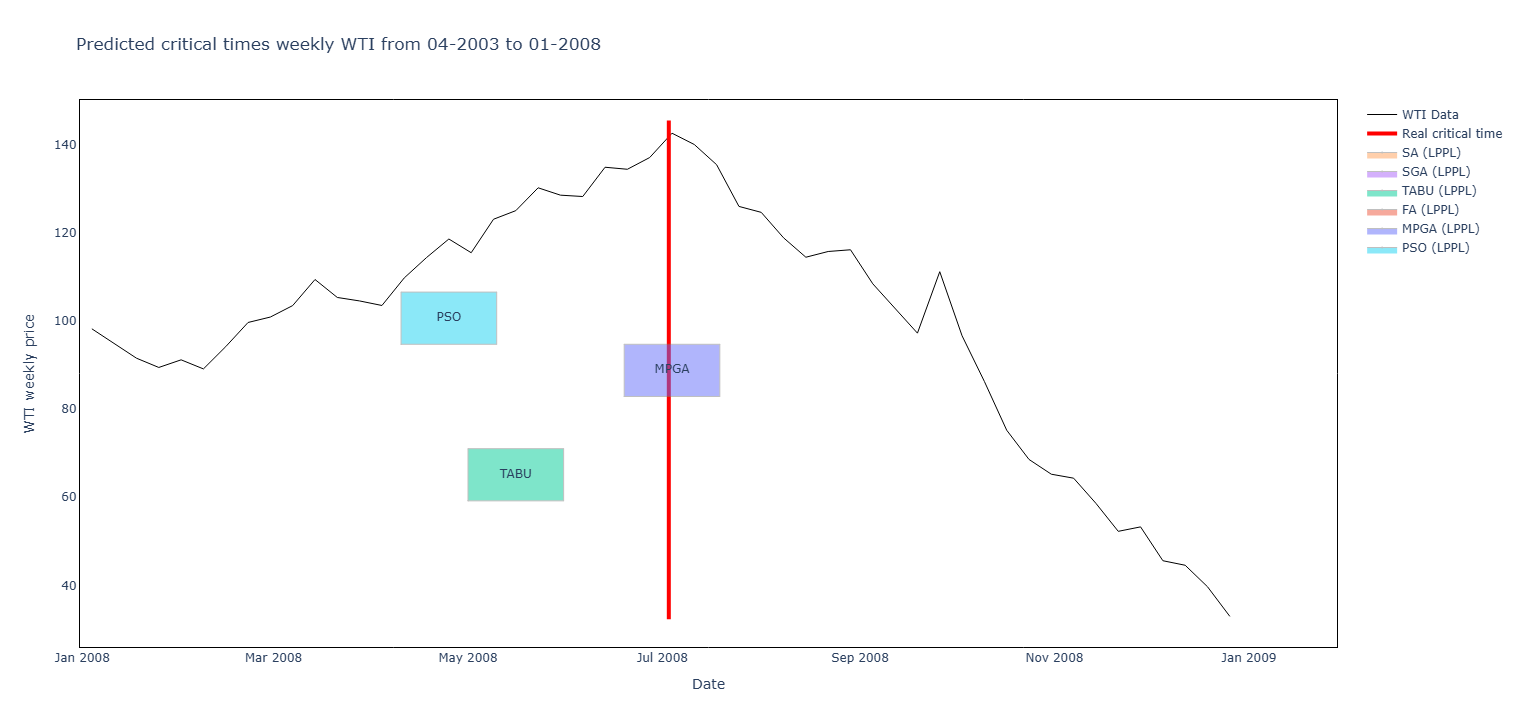 Predicted critical times weekly WTI from 04-2003 to 01-2008
WTI Data
Real critical time
SA (LPPL)
SGA (LPPL)
TABU (LPPL)
FA (LPPL)
MPGA (LPPL)
PSO (LPPL)
WTI weekly price
140
120
100
80
60
40
PSO
MPGA
TABU
Jan 2008
Mar 2008
May 2008
Jul 2008
Sep 2008
Nov 2008
Jan 2009
Date